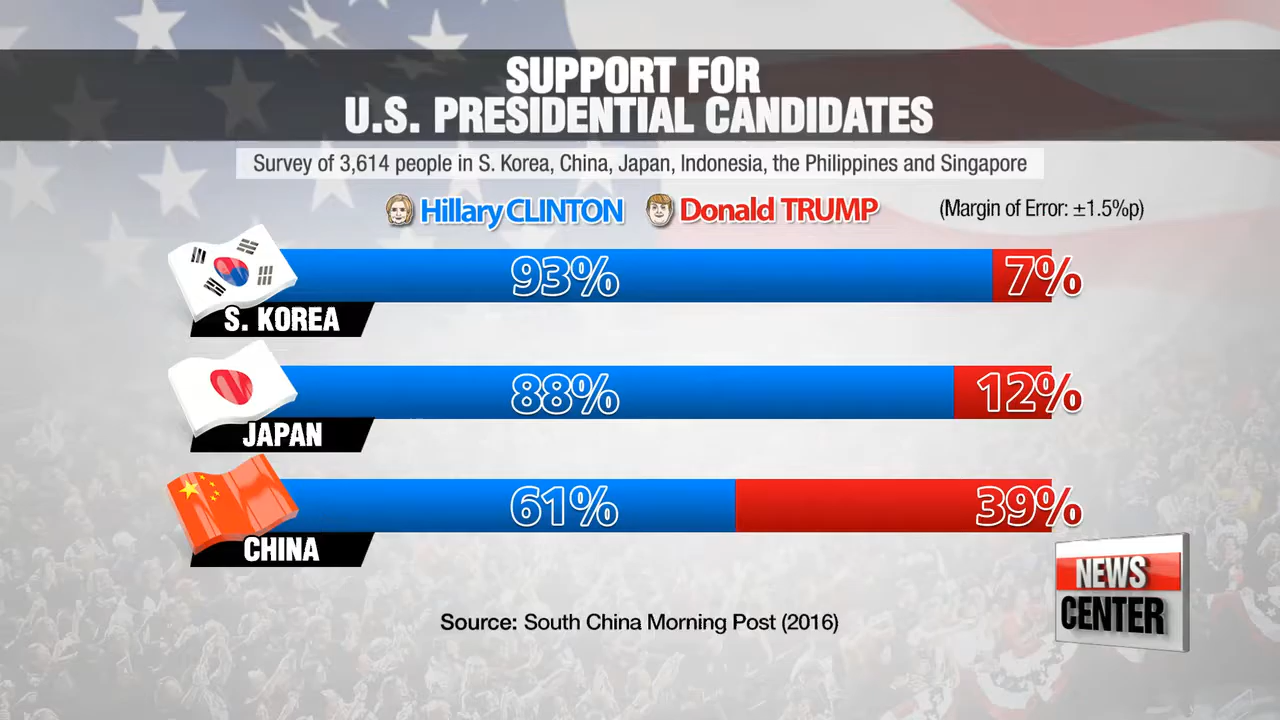 SUPPORT FOR
U.S. PRESIDENTIAL CANDIDATES
Survey of 3,614 people in S. Korea, China, Japan, Indonesia, the Philippines and Singapore
Hillary CLINTON Donald TRUMP (Margin of Error: ±1.5%p)
93% 7%
S. KOREA
88% 12%
JAPAN
61% 39%
CHINA
NEWS
CENTER
Source: South China Morning Post (2016)